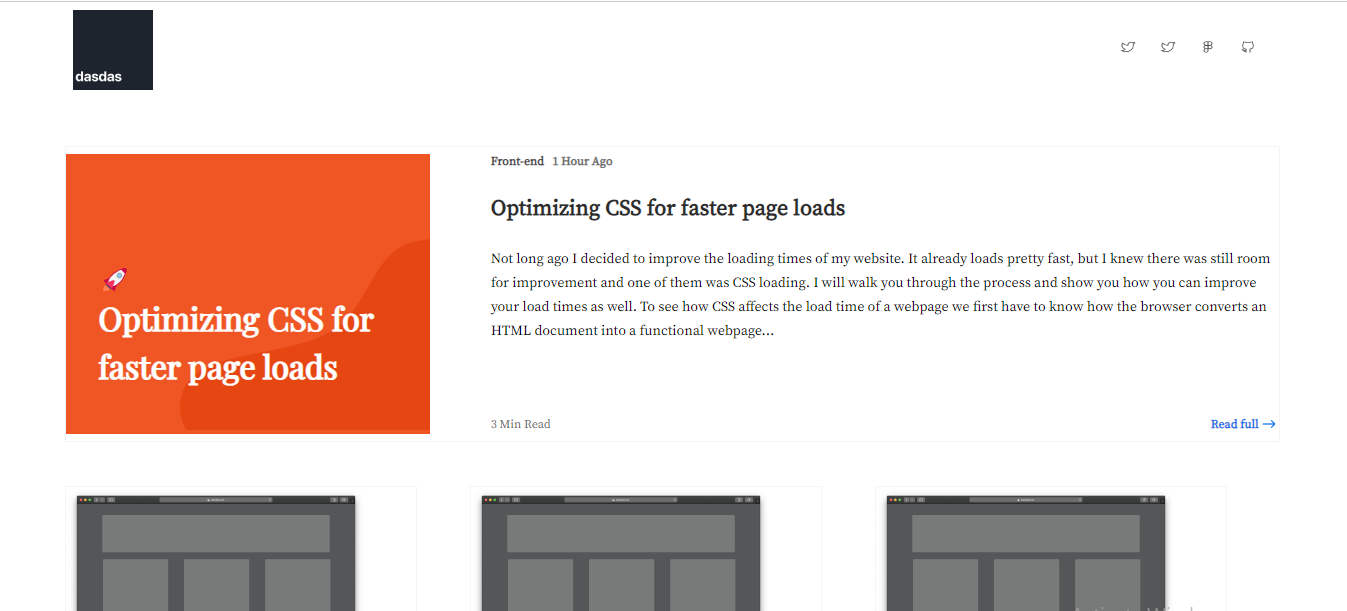 dasdas
Front-end 1 Hour Ago
Optimizing CSS for faster page loads
Optimizing CSS for
faster page loads
Not long ago I decided to improve the loading times of my website. It already loads pretty fast, but I knew there was still room
for improvement and one of them was CSS loading. I will walk you through the process and show you how you can improve
your load times as well. To see how CSS affects the load time of a webpage we first have to know how the browser converts an
HTML document into a functional webpage...
3 Min Read
Read full →